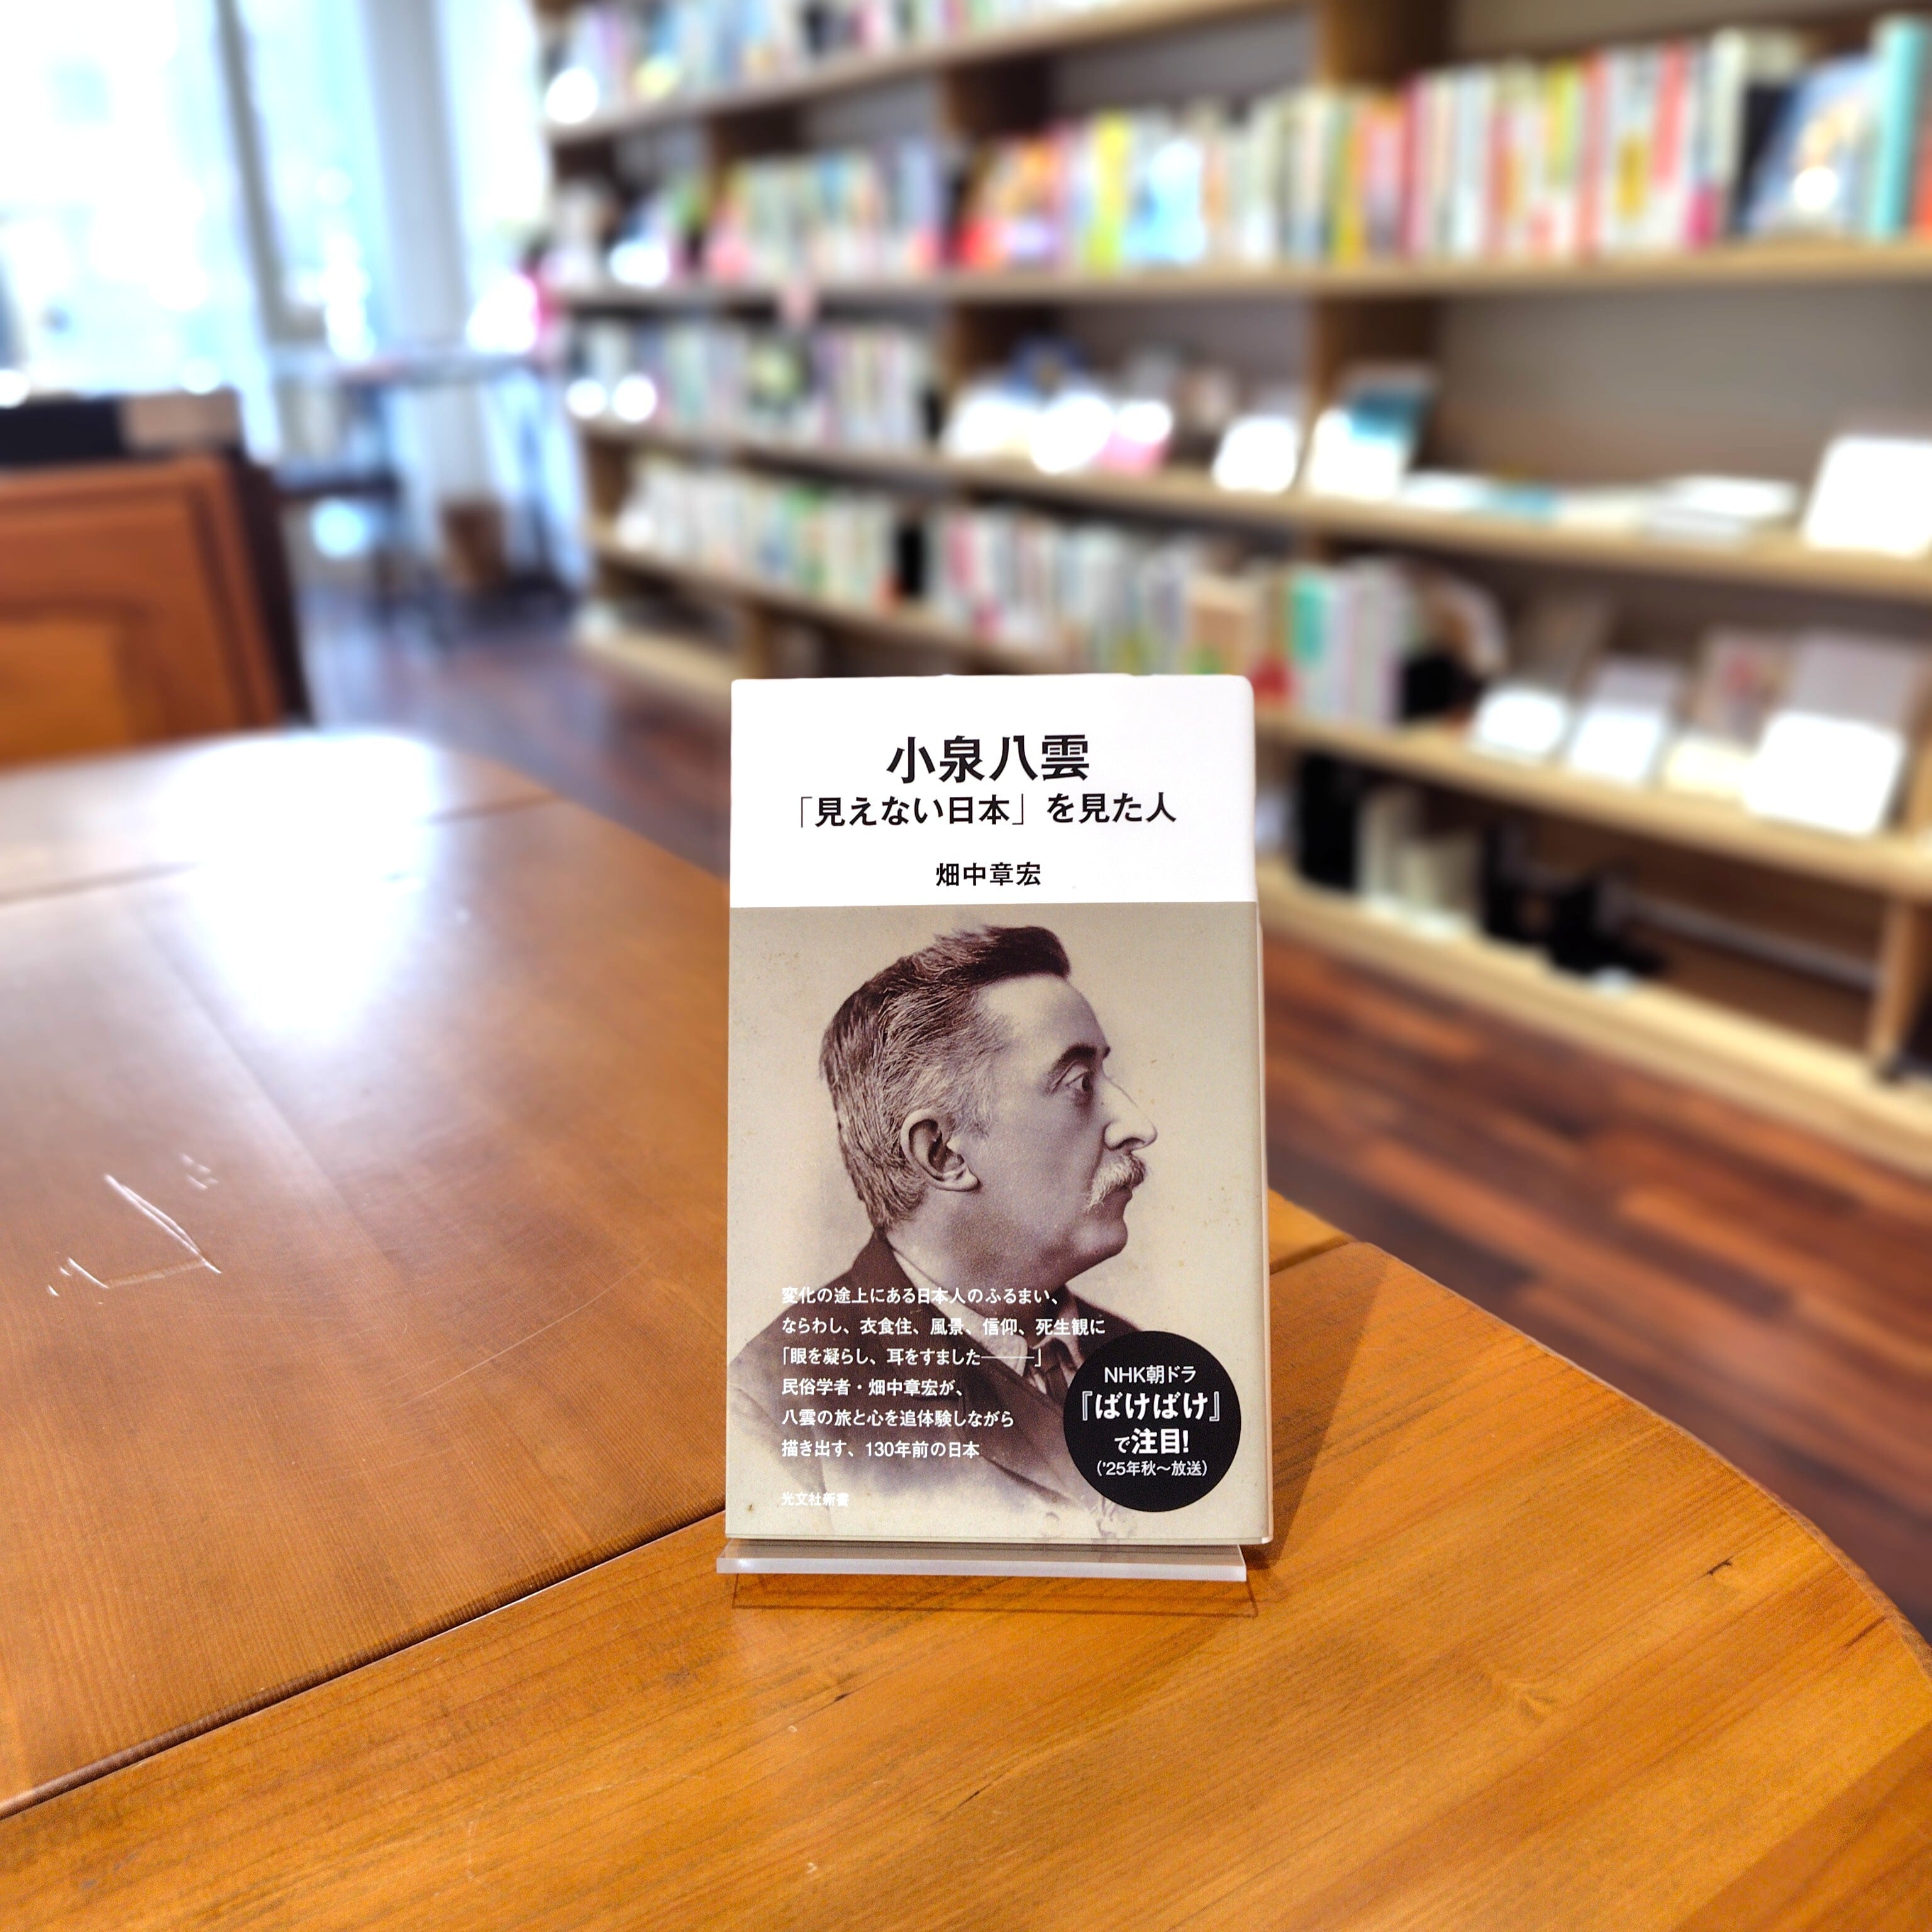 小泉八雲
「見えない日本」を見た人
畑中章宏
変化の途上にある日本人のふるまい、
ならわし、衣食住、風景、信仰、死生観に
「眼を凝らし、耳をすました―――」
民俗学者・畑中章宏が、
八雲の旅と心を追体験しながら
描き出す、130年前の日本
光文社新書
NHK朝ドラ
『ばけばけ』
で注目!
('25年秋〜放送)